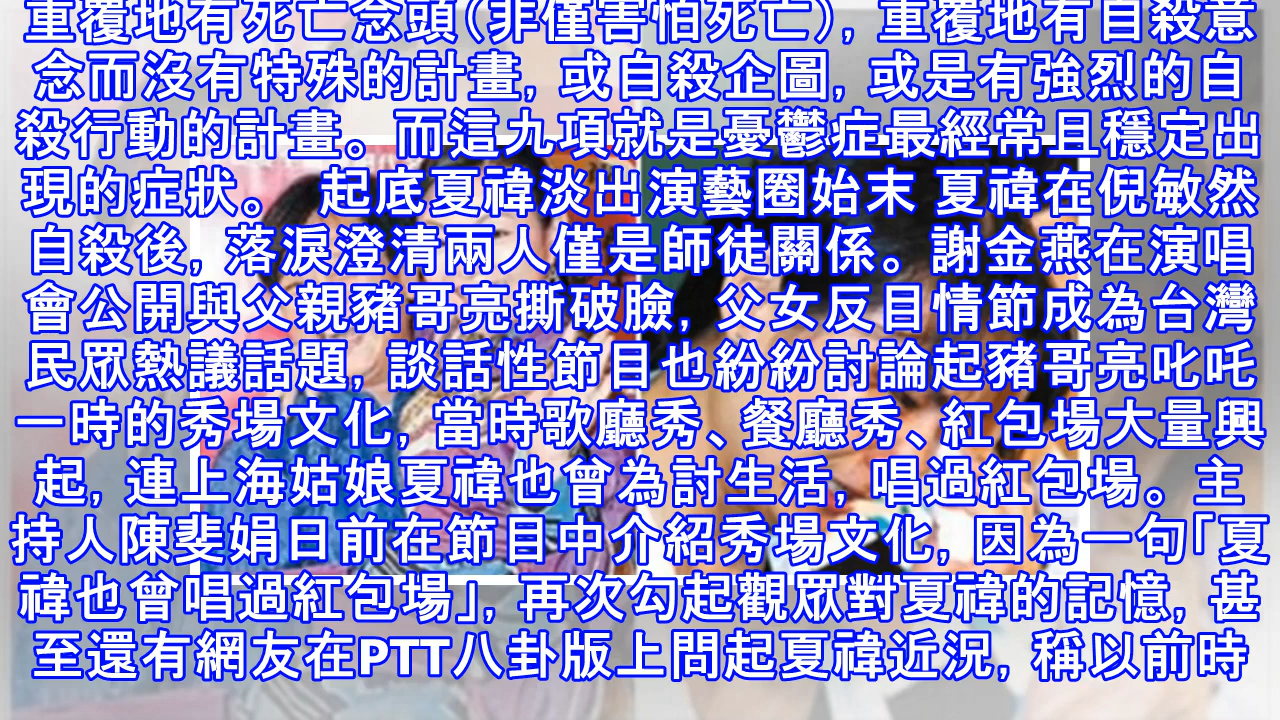 重覆地有死亡念頭(非僅害怕死亡), 重覆地有自殺意
念而沒有特殊的計畫, 或自殺企圖, 或是有強烈的自
殺行動的計畫。而這九項就是憂鬱症最經常且穩定出
現的症狀。 起底夏禕淡出演藝圈始末 夏禕在倪敏然
自殺後, 落淚澄清兩人僅是師徒關係。謝金燕在演唱
會公開與父親豬哥亮撕破臉, 父女反目情節成為台灣
民眾熱議話題, 談話性節目也紛紛討論起豬哥亮叱吒
一時的秀場文化, 當時歌廳秀、餐廳秀、紅包場大量興
起, 連上海姑娘夏禕也曾為討生活, 唱過紅包場。主
持人陳斐娟日前在節目中介紹秀場文化, 因為一句「夏
禕也曾唱過紅包場」, 再次勾起觀眾對夏禕的記憶, 甚
至還有網友在PTT八卦版上問起夏禕近況, 稱以前時